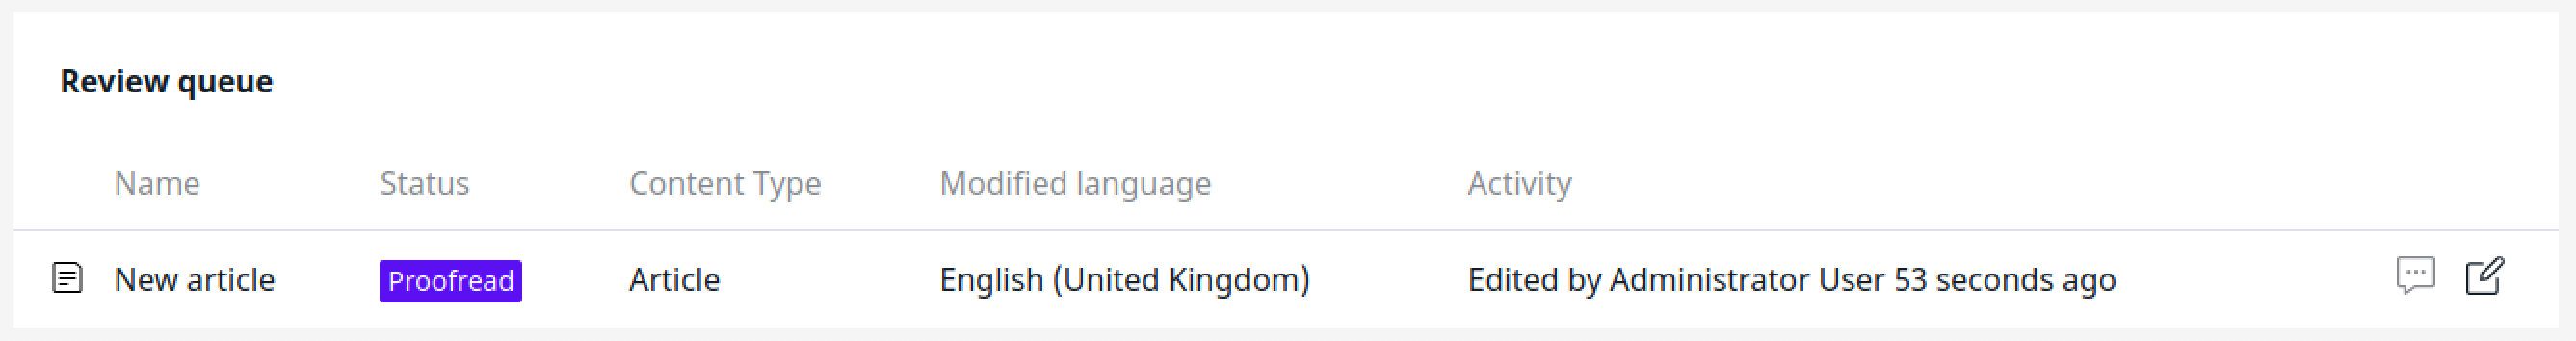 Review queue
Name Status Content Type Modified language Activity
New article Proofread Article English (United Kingdom) Edited by Administrator User 53 seconds ago